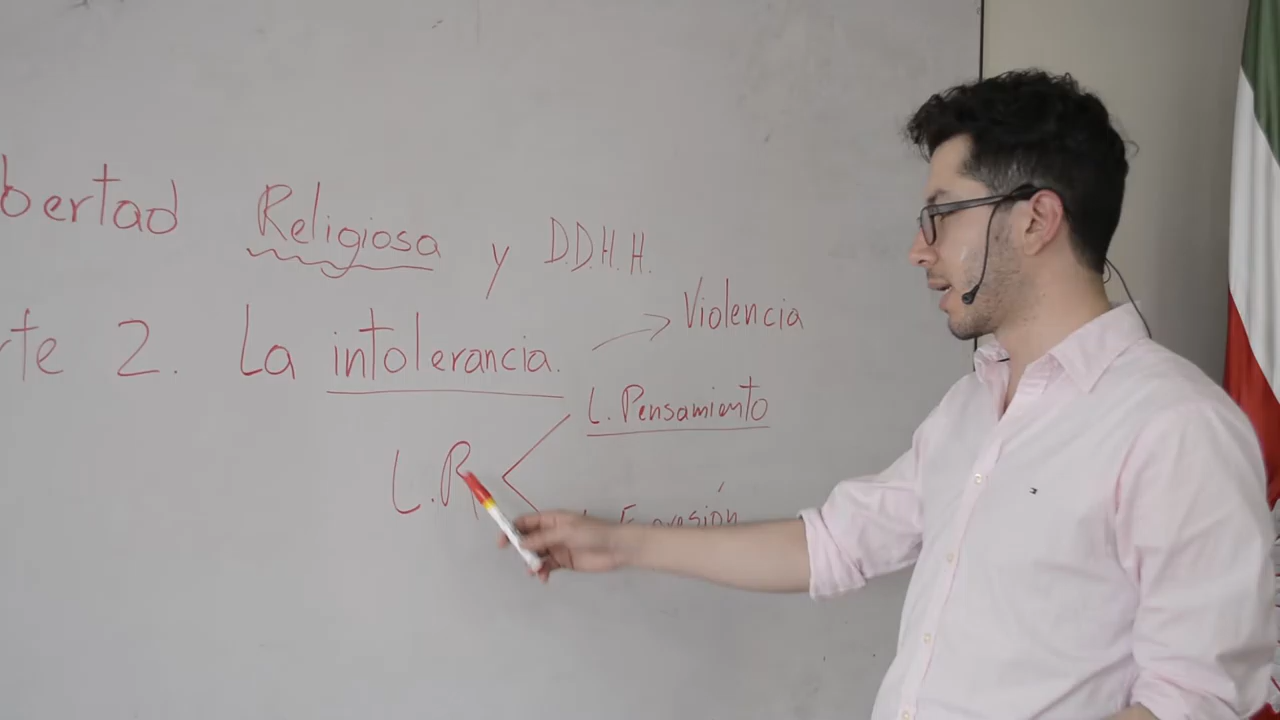 bertad Religiosa y D.D.H.H.
rte 2. La intolerancia. → Violencia
L. Pensamiento
L.R
L. Expresión